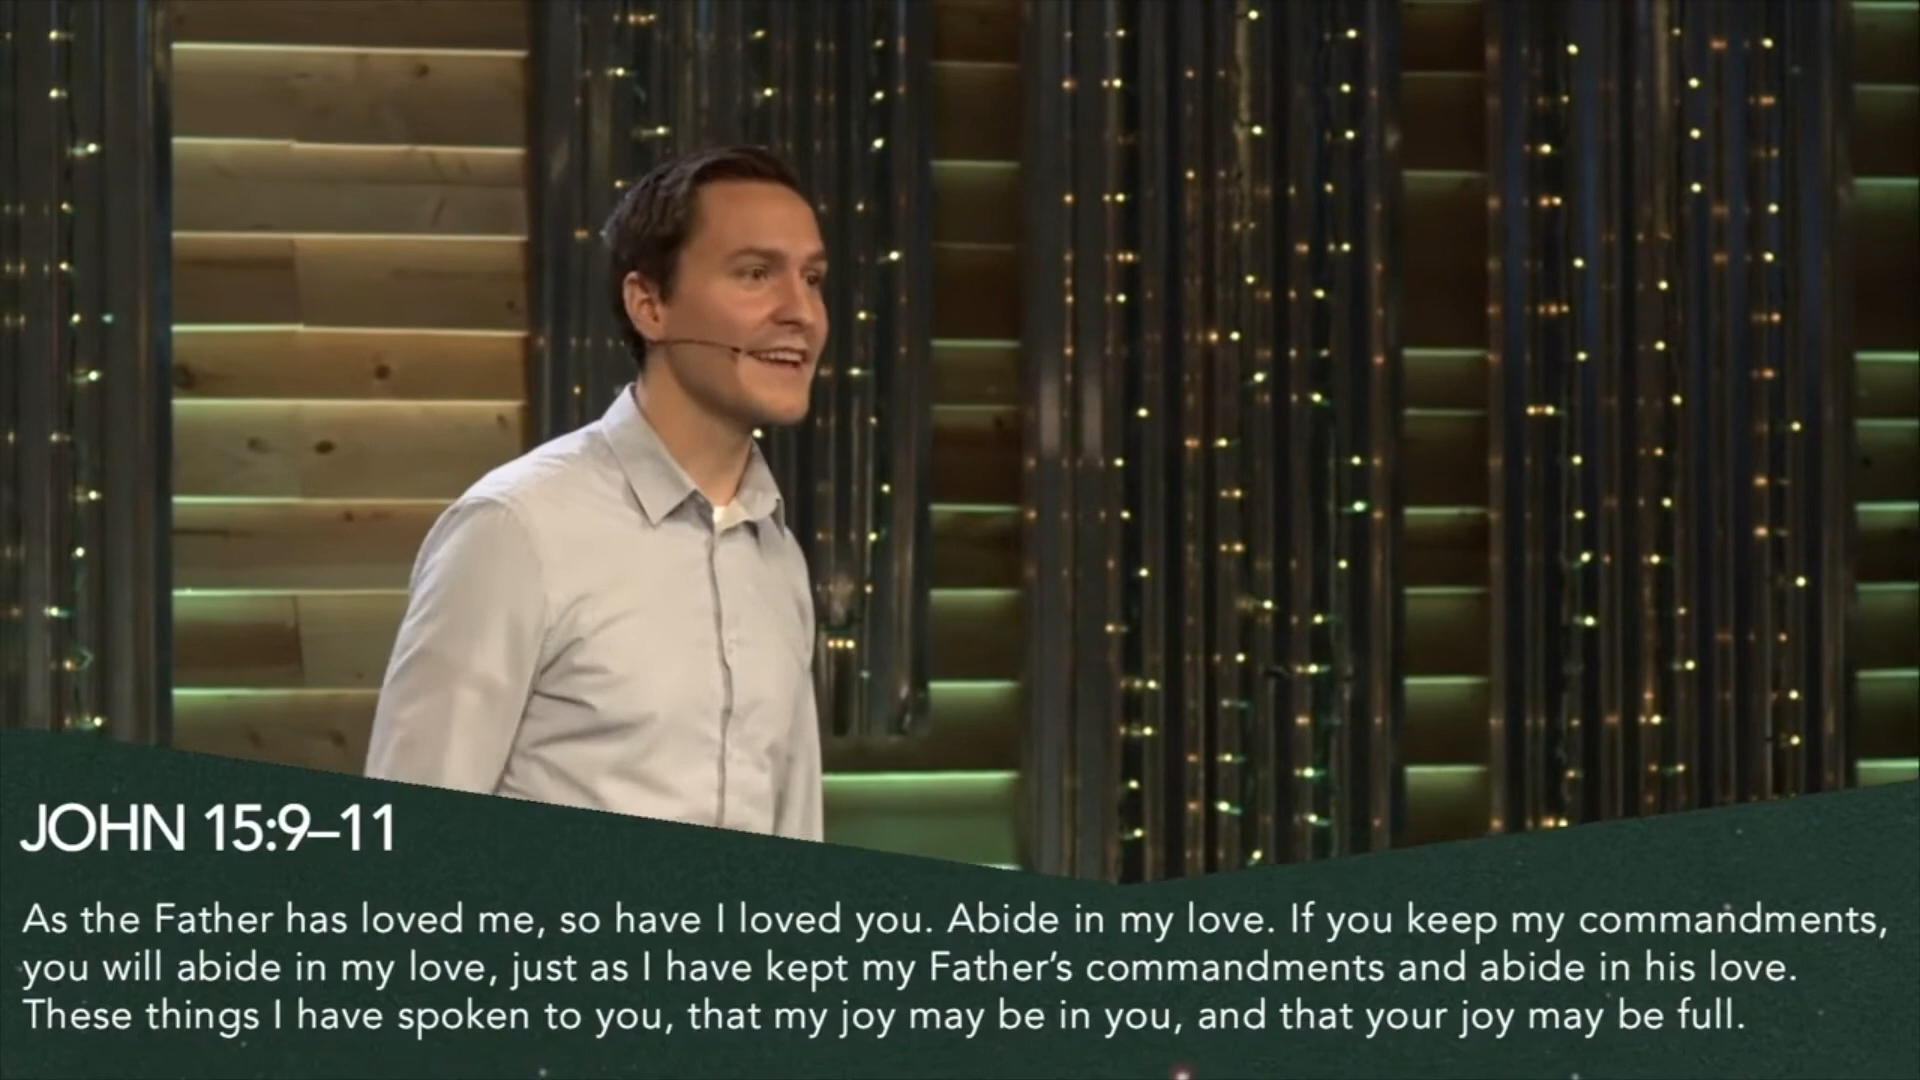 JOHN 15:9–11
As the Father has loved me, so have I loved you. Abide in my love. If you keep my commandments,
you will abide in my love, just as I have kept my Father’s commandments and abide in his love.
These things I have spoken to you, that my joy may be in you, and that your joy may be full.